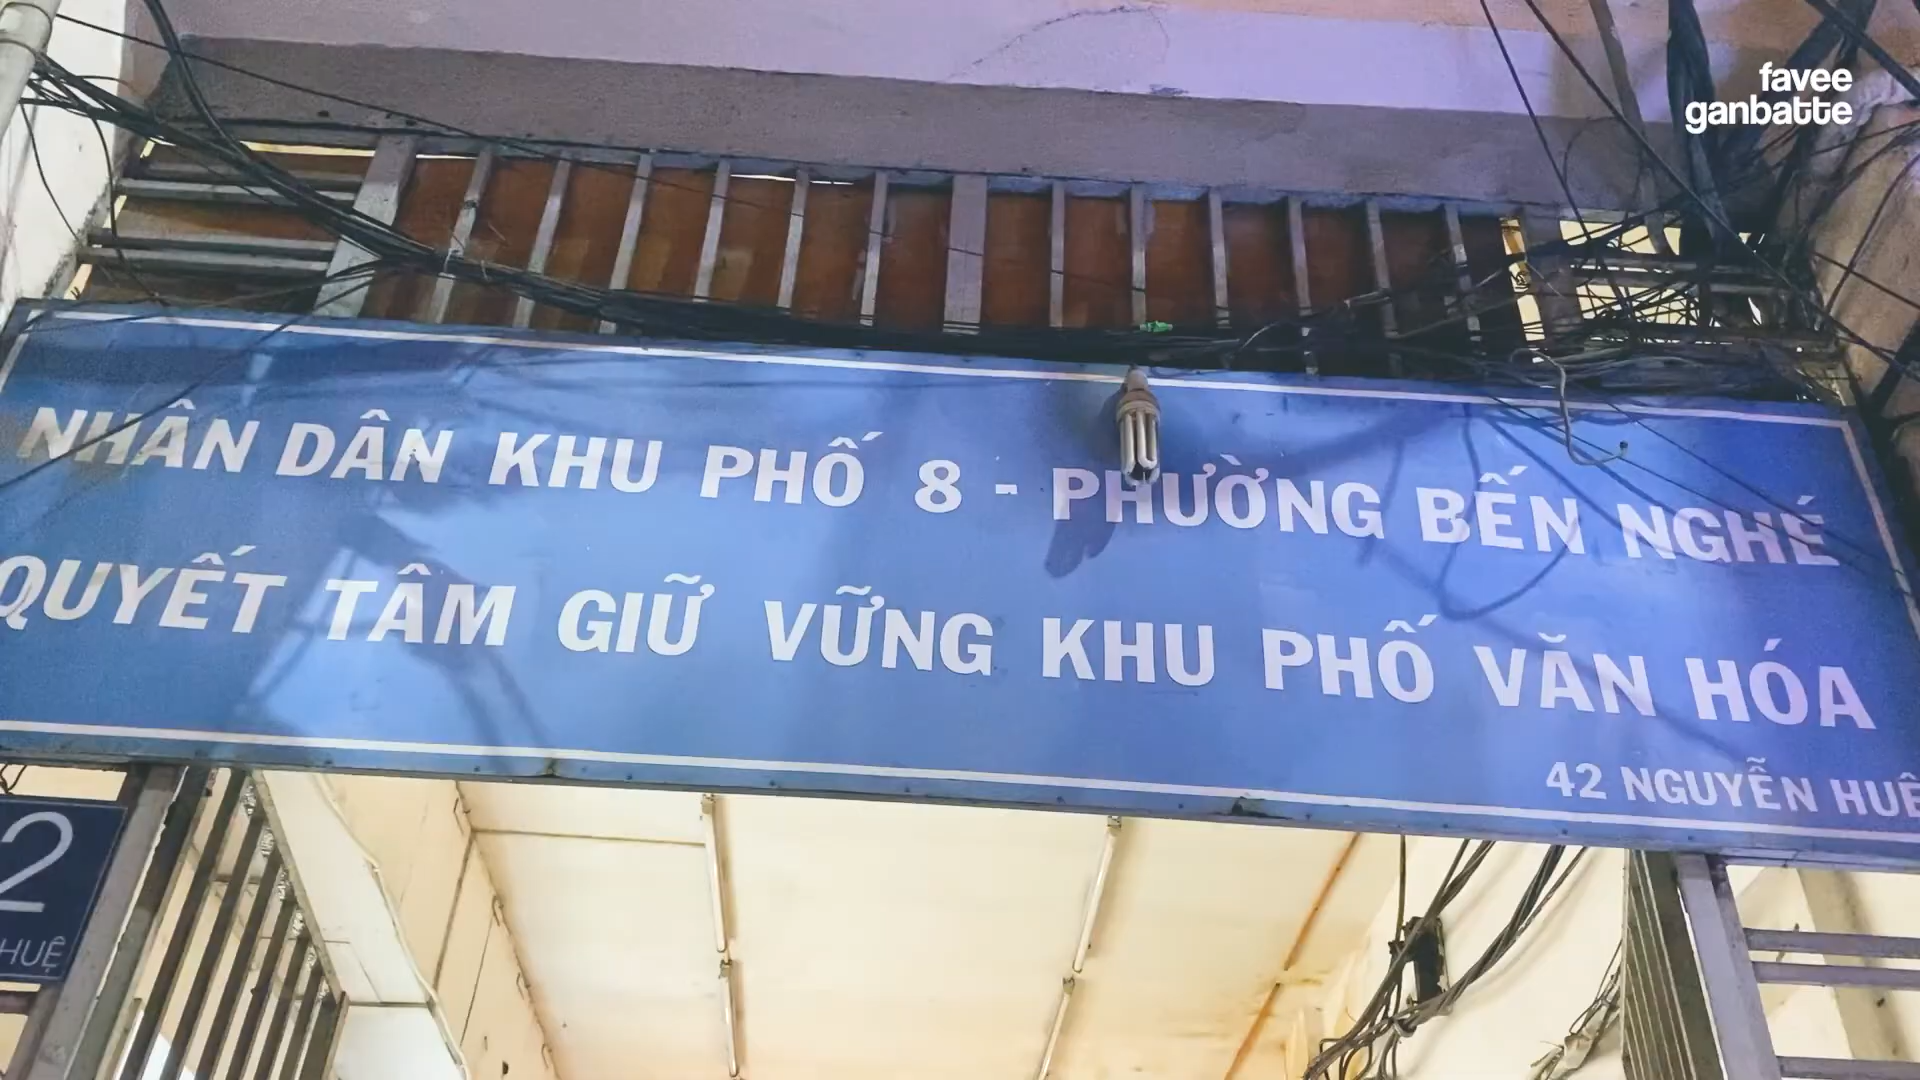 favee
ganbatte
NHÂN DÂN KHU PHỐ 8 - PHƯỜNG BẾN NGHÉ
QUYẾT TÂM GIỮ VỮNG KHU PHỐ VĂN HÓA
42 NGUYỄN HUỆ
2
HUỆ